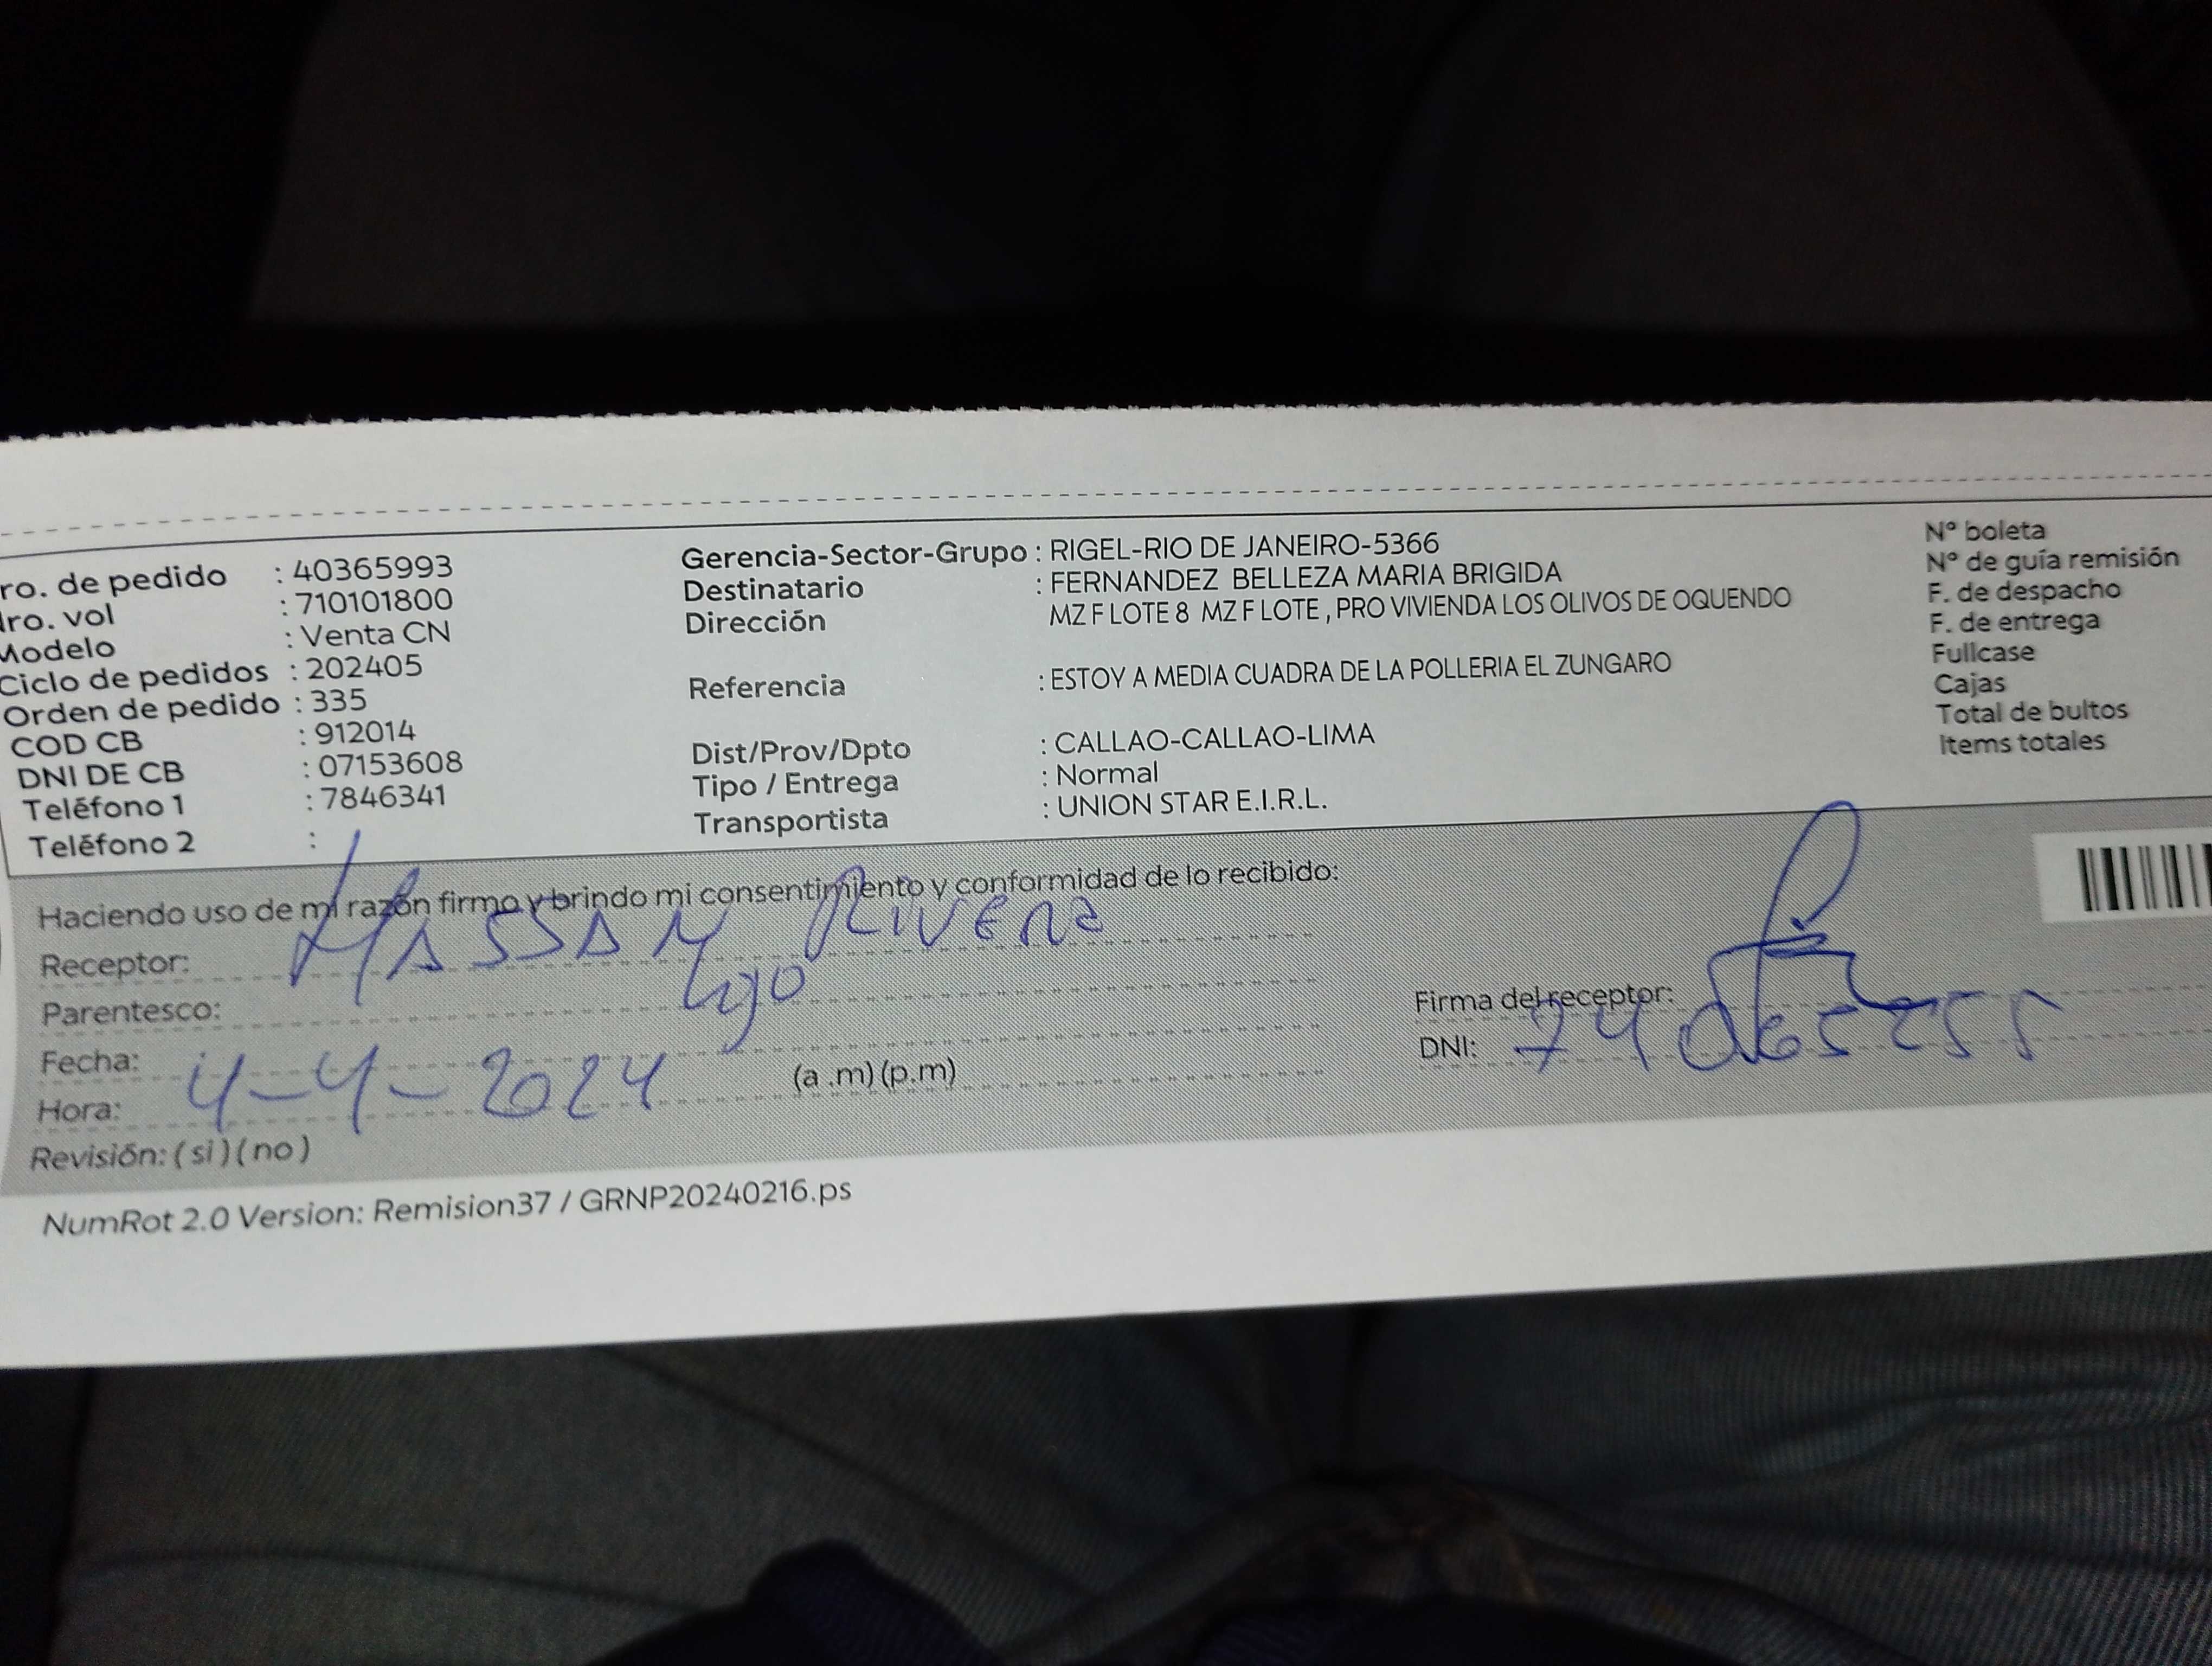 ro. de pedido : 40365993
ro. vol : 710101800
Modelo : Venta CN
Ciclo de pedidos : 202405
Orden de pedido : 335
COD CB : 912014
DNI DE CB : 07153608
Teléfono 1 : 7846341
Teléfono 2 :
Gerencia-Sector-Grupo : RIGEL-RIO DE JANEIRO-5366
Destinatario : FERNANDEZ BELLEZA MARIA BRIGIDA
Dirección MZ F LOTE 8 MZ F LOTE , PRO VIVIENDA LOS OLIVOS DE OQUENDO
Referencia : ESTOY A MEDIA CUADRA DE LA POLLERIA EL ZUNGARO
Dist/Prov/Dpto : CALLAO-CALLAO-LIMA
Tipo / Entrega : Normal
Transportista : UNION STAR E.I.R.L.
Nº boleta
Nº de guía remisión
F. de despacho
F. de entrega
Fullcase
Cajas
Total de bultos
Items totales
Haciendo uso de mi razón firmo y brindo mi consentimiento y conformidad de lo recibido:
Receptor: HASSAN RIVERA
Parentesco: Hijo
Fecha: 4-4-2024
Hora: (a .m) (p.m)
Revisión: ( si ) ( no )
Firma del receptor:
DNI:
NumRot 2.0 Version: Remision37 / GRNP20240216.ps